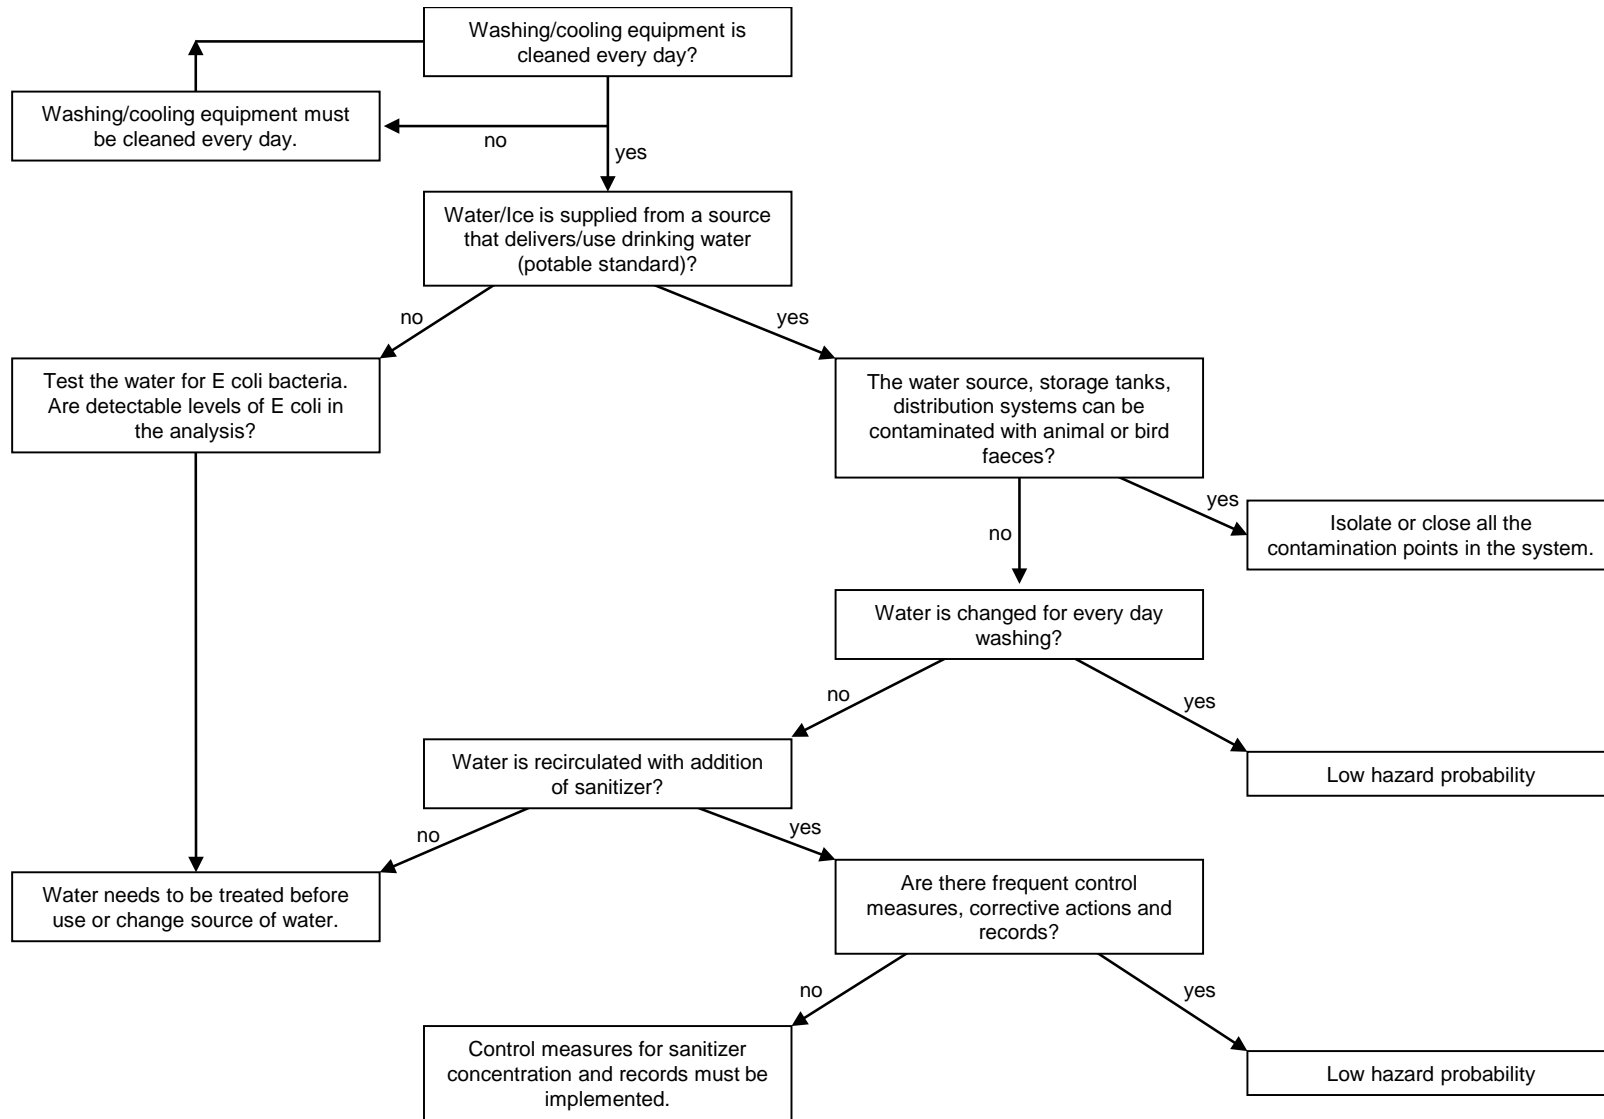 Washing/cooling equipment is
cleaned every day?
Washing/cooling equipment must
be cleaned every day.
no
yes
Water/Ice is supplied from a source
that delivers/use drinking water
(potable standard)?
no
yes
Test the water for E coli bacteria.
Are detectable levels of E coli in
the analysis?
The water source, storage tanks,
distribution systems can be
contaminated with animal or bird
faeces?
yes
no
Isolate or close all the
contamination points in the system.
Water is changed for every day
washing?
no
yes
Water is recirculated with addition
of sanitizer?
Low hazard probability
no
yes
Water needs to be treated before
use or change source of water.
Are there frequent control
measures, corrective actions and
records?
no
yes
Control measures for sanitizer
concentration and records must be
implemented.
Low hazard probability